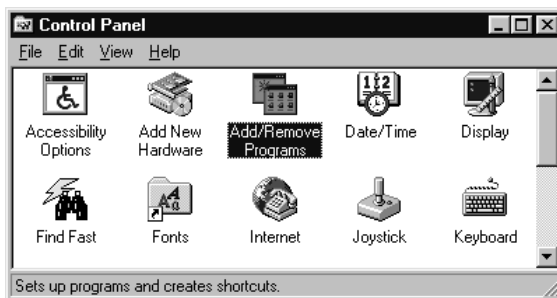 Control Panel
File Edit View Help
Accessibility Options
Add New Hardware
Add/Remove Programs
Date/Time
Display
Find Fast
Fonts
Internet
Joystick
Keyboard
Sets up programs and creates shortcuts.